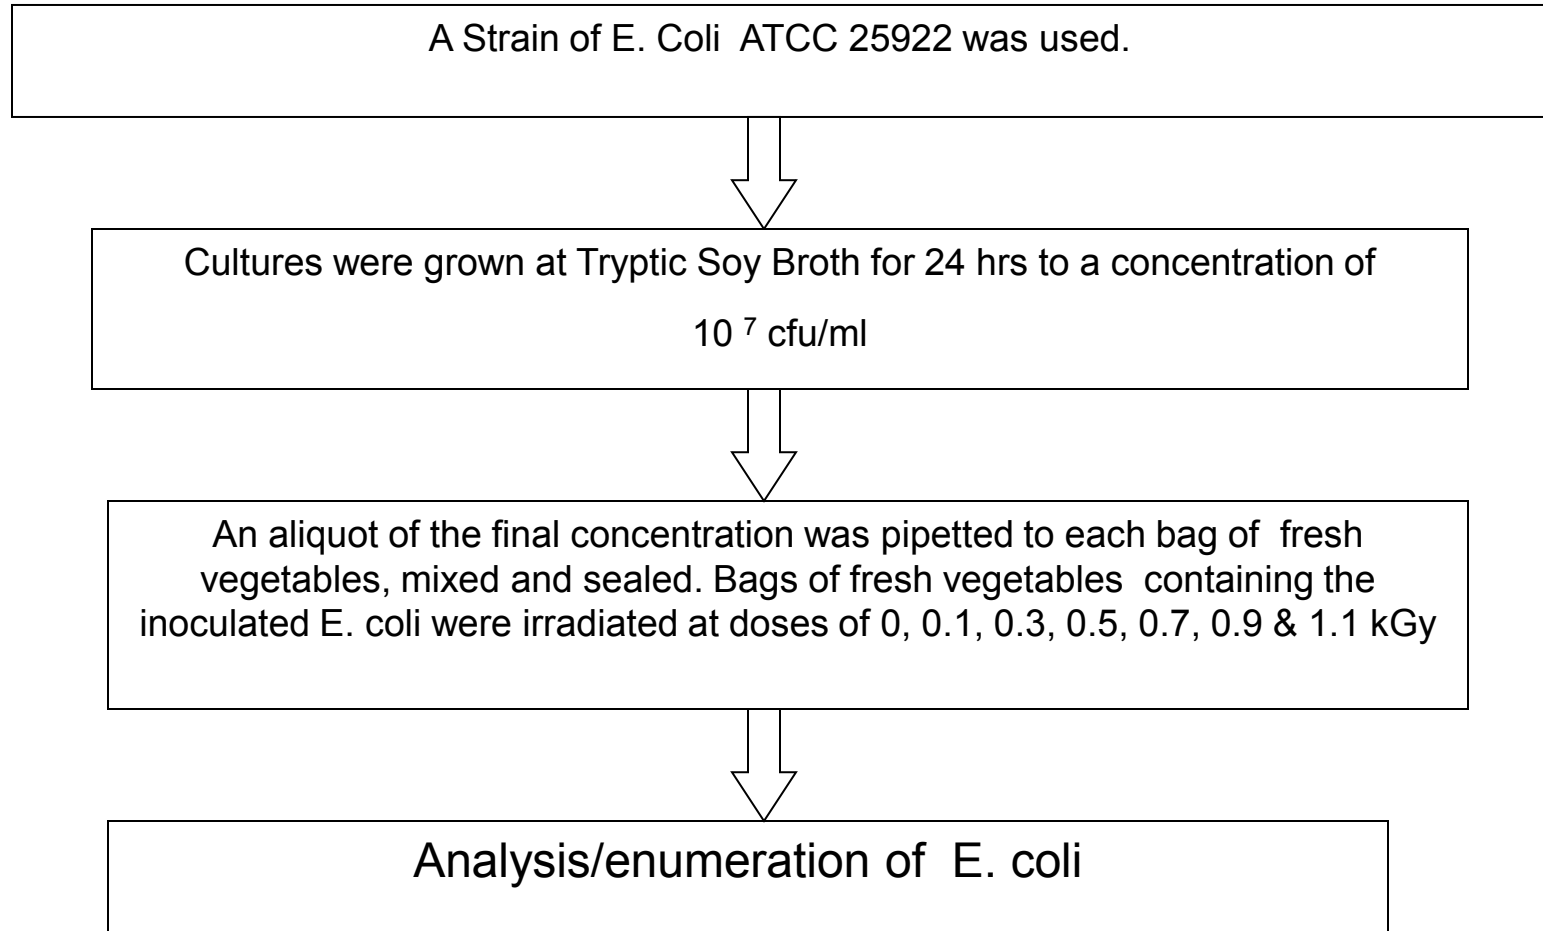 A Strain of E. Coli  ATCC 25922 was used.
Cultures were grown at Tryptic Soy Broth for 24 hrs to a concentration of
10 ⁷ cfu/ml
An aliquot of the final concentration was pipetted to each bag of  fresh
vegetables, mixed and sealed. Bags of fresh vegetables  containing the
inoculated E. coli were irradiated at doses of 0, 0.1, 0.3, 0.5, 0.7, 0.9 & 1.1 kGy
Analysis/enumeration of  E. coli